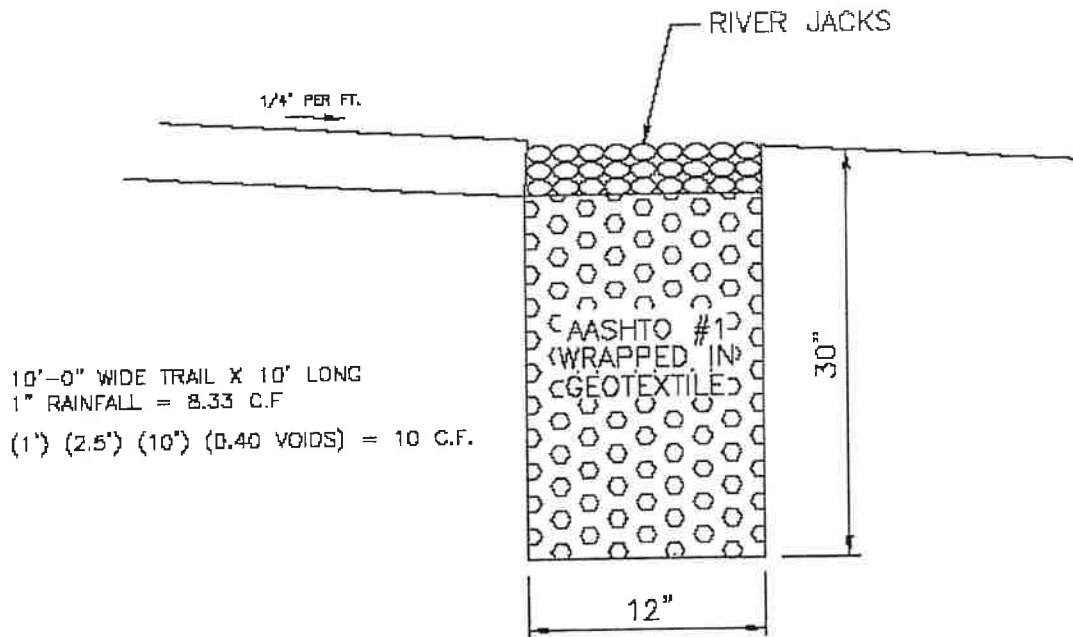 RIVER JACKS
1/4" PER FT.
AASHTO #1
WRAPPED IN
GEOTEXTILE
30"
10'-0" WIDE TRAIL X 10' LONG
1" RAINFALL = 8.33 C.F
(1') (2.5') (10') (0.40 VOIDS) = 10 C.F.
12"